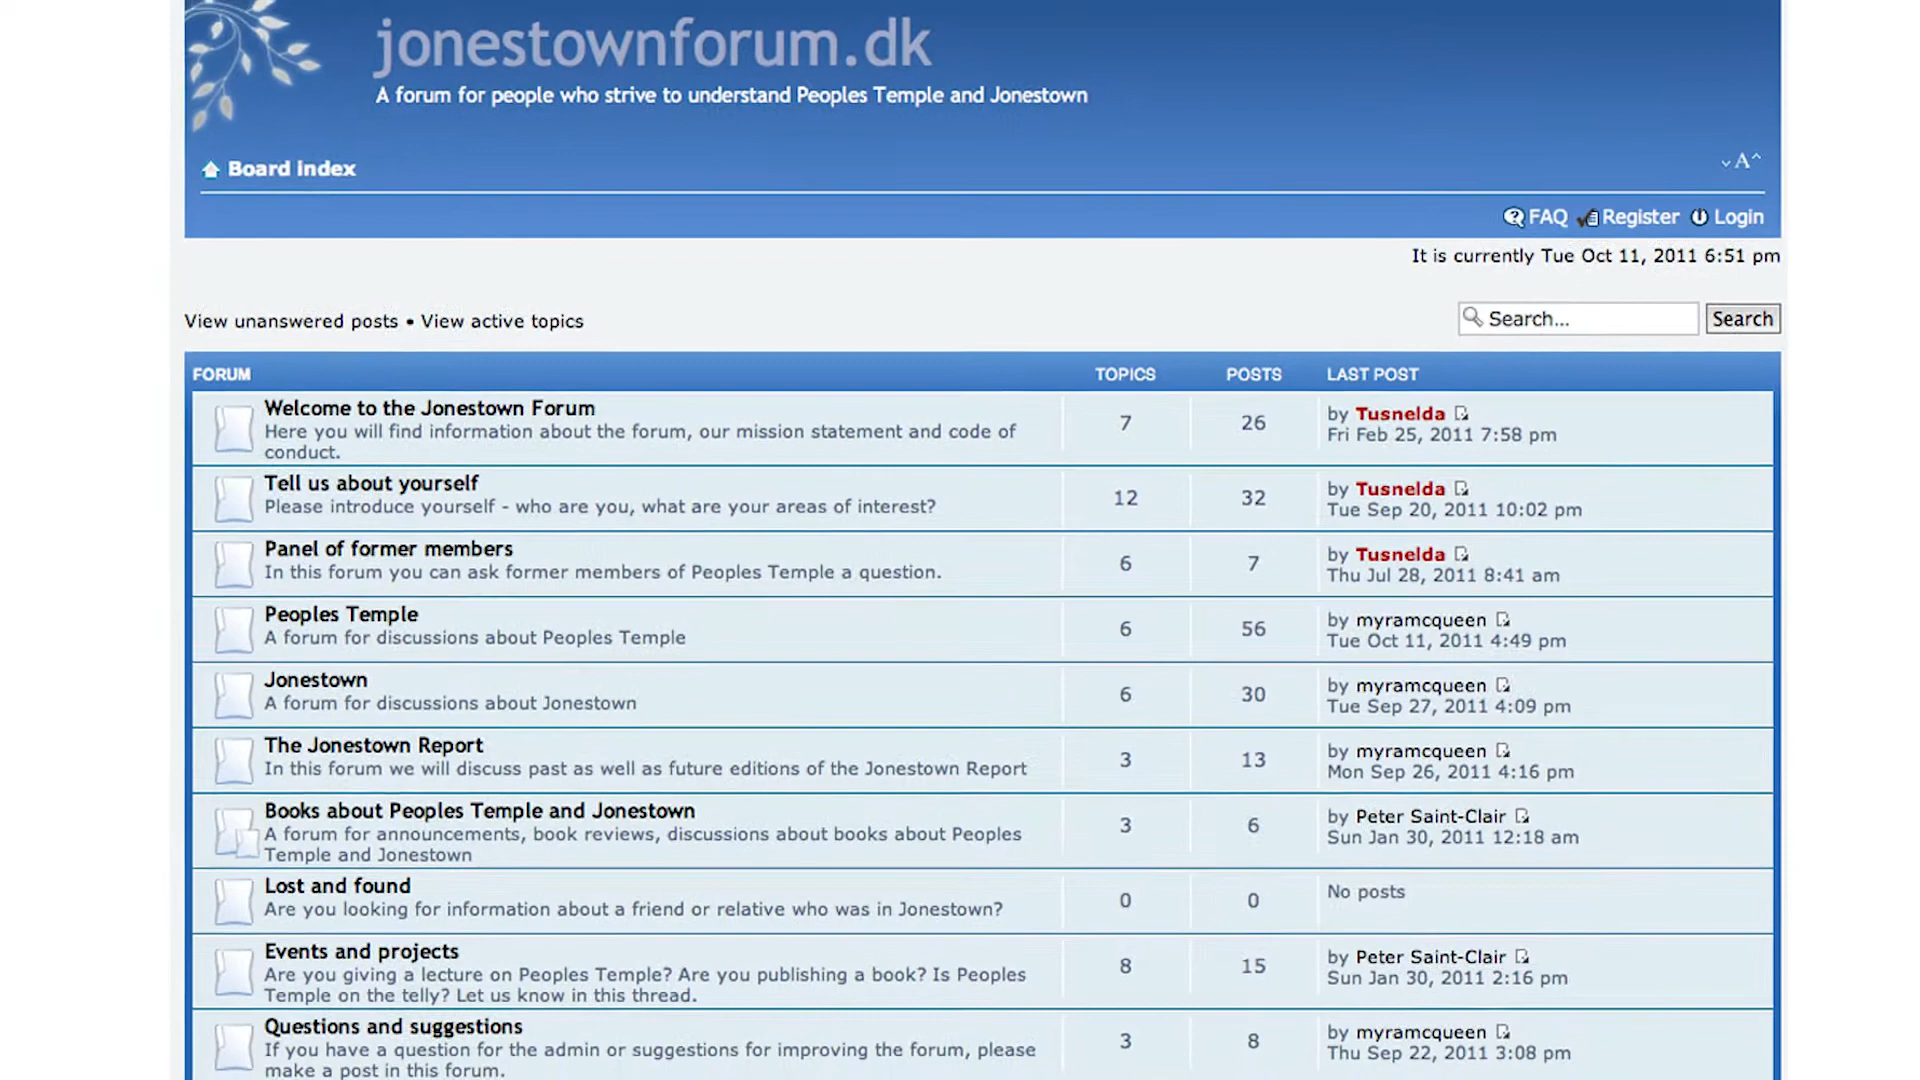 jonestownforum.dk
A forum for people who strive to understand Peoples Temple and Jonestown
Board index
A
FAQ Register Login
It is currently Tue Oct 11, 2011 6:51 pm
View unanswered posts • View active topics
Search... Search
FORUM TOPICS POSTS LAST POST
Welcome to the Jonestown Forum
Here you will find information about the forum, our mission statement and code of
conduct.
7 26 by Tusnelda
Fri Feb 25, 2011 7:58 pm
Tell us about yourself
Please introduce yourself - who are you, what are your areas of interest?
12 32 by Tusnelda
Tue Sep 20, 2011 10:02 pm
Panel of former members
In this forum you can ask former members of Peoples Temple a question.
6 7 by Tusnelda
Thu Jul 28, 2011 8:41 am
Peoples Temple
A forum for discussions about Peoples Temple
6 56 by myramcqueen
Tue Oct 11, 2011 4:49 pm
Jonestown
A forum for discussions about Jonestown
6 30 by myramcqueen
Tue Sep 27, 2011 4:09 pm
The Jonestown Report
In this forum we will discuss past as well as future editions of the Jonestown Report
3 13 by myramcqueen
Mon Sep 26, 2011 4:16 pm
Books about Peoples Temple and Jonestown
A forum for announcements, book reviews, discussions about books about Peoples
Temple and Jonestown
3 6 by Peter Saint-Clair
Sun Jan 30, 2011 12:18 am
Lost and found
Are you looking for information about a friend or relative who was in Jonestown?
0 0 No posts
Events and projects
Are you giving a lecture on Peoples Temple? Are you publishing a book? Is Peoples
Temple on the telly? Let us know in this thread.
8 15 by Peter Saint-Clair
Sun Jan 30, 2011 2:16 pm
Questions and suggestions
If you have a question for the admin or suggestions for improving the forum, please
make a post in this forum.
3 8 by myramcqueen
Thu Sep 22, 2011 3:08 pm